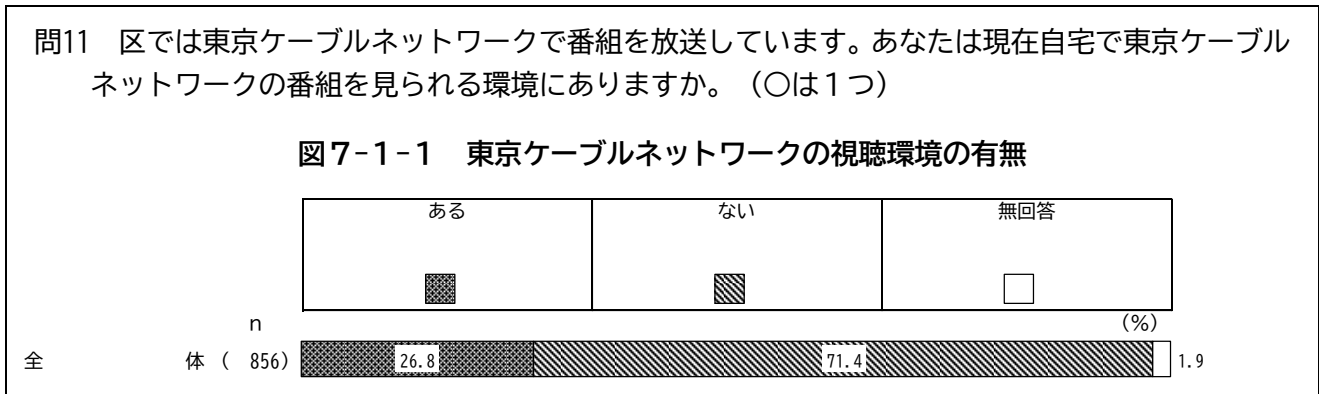 問11　区では東京ケーブルネットワークで番組を放送しています。あなたは現在自宅で東京ケーブル
ネットワークの番組を見られる環境にありますか。（○は１つ）
図７-１-１　東京ケーブルネットワークの視聴環境の有無
ある　ない　無回答
n　(%)
全　体（ 856）　26.8　71.4　1.9